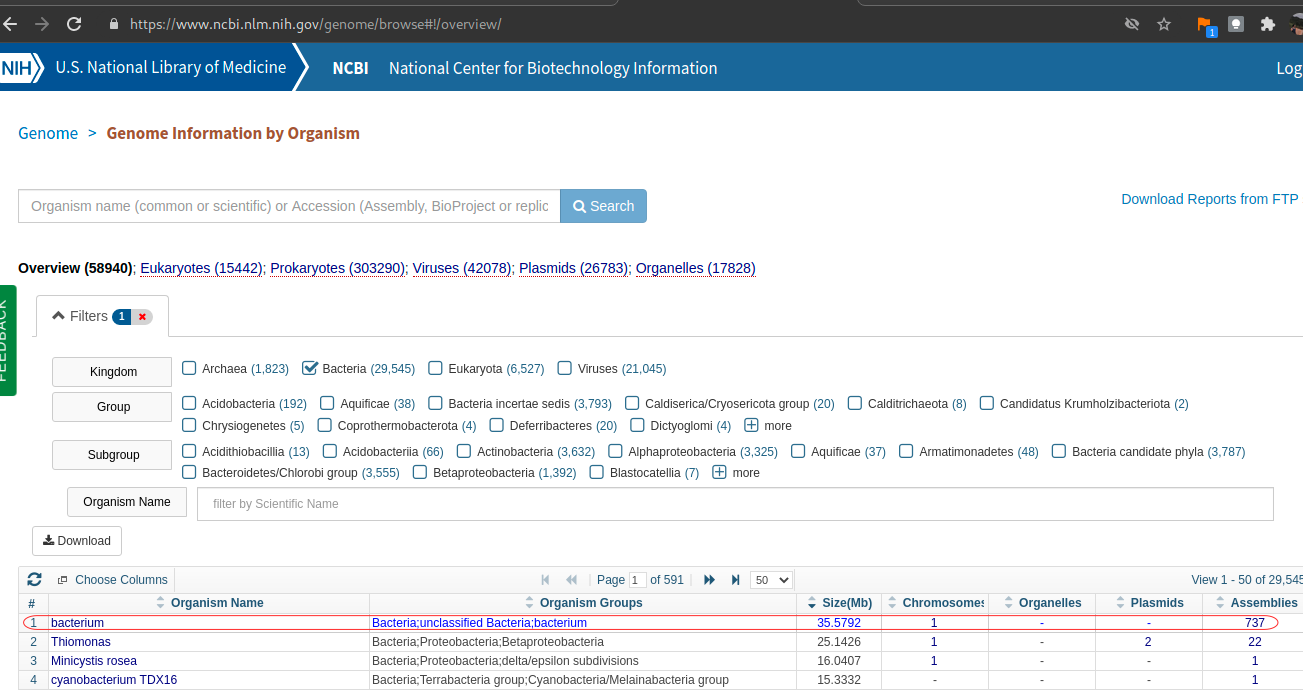 https://www.ncbi.nlm.nih.gov/genome/browse#!/overview/
1
NIH U.S. National Library of Medicine NCBI National Center for Biotechnology Information Log
Genome > Genome Information by Organism
Organism name (common or scientific) or Accession (Assembly, BioProject or replic Search
Download Reports from FTP
Overview (58940); Eukaryotes (15442); Prokaryotes (303290); Viruses (42078); Plasmids (26783); Organelles (17828)
FEEDBACK
Filters 1
Kingdom Archaea (1,823) Bacteria (29,545) Eukaryota (6,527) Viruses (21,045)
Group Acidobacteria (192) Aquificae (38) Bacteria incertae sedis (3,793) Caldiserica/Cryosericota group (20) Calditrichaeota (8) Candidatus Krumholzibacteriota (2)
Chrysiogenetes (5) Coprothermobacterota (4) Deferribacteres (20) Dictyoglomi (4) more
Subgroup Acidithiobacillia (13) Acidobacteriia (66) Actinobacteria (3,632) Alphaproteobacteria (3,325) Aquificae (37) Armatimonadetes (48) Bacteria candidate phyla (3,787)
Bacteroidetes/Chlorobi group (3,555) Betaproteobacteria (1,392) Blastocatellia (7) more
Organism Name filter by Scientific Name
Download
Choose Columns Page 1 of 591 50 View 1 - 50 of 29,545
# Organism Name Organism Groups Size(Mb) Chromosomes Organelles Plasmids Assemblies
1 bacterium Bacteria;unclassified Bacteria;bacterium 35.5792 1 - - 737
2 Thiomonas Bacteria;Proteobacteria;Betaproteobacteria 25.1426 1 - 2 22
3 Minicystis rosea Bacteria;Proteobacteria;delta/epsilon subdivisions 16.0407 1 - - 1
4 cyanobacterium TDX16 Bacteria;Terrabacteria group;Cyanobacteria/Melainabacteria group 15.3332 - - - 1